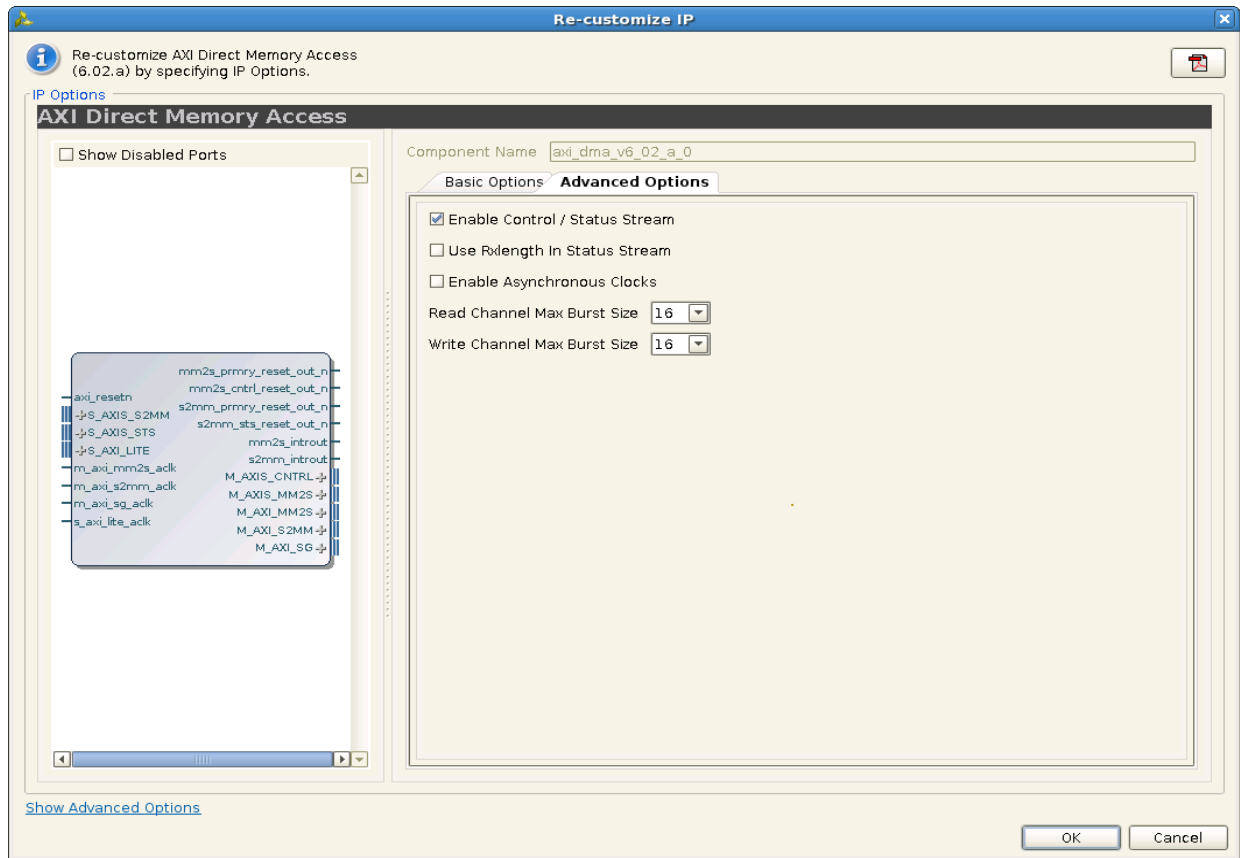 Re-customize IP
Re-customize AXI Direct Memory Access
(6.02.a) by specifying IP Options.
IP Options
AXI Direct Memory Access
Show Disabled Ports
axi_resetn
S_AXIS_S2MM
S_AXIS_STS
S_AXI_LITE
m_axi_mm2s_aclk
m_axi_s2mm_aclk
m_axi_sg_aclk
s_axi_lite_aclk
mm2s_prmry_reset_out_n
mm2s_cntrl_reset_out_n
s2mm_prmry_reset_out_n
s2mm_sts_reset_out_n
mm2s_introut
s2mm_introut
M_AXIS_CNTRL
M_AXIS_MM2S
M_AXI_MM2S
M_AXI_S2MM
M_AXI_SG
Component Name axi_dma_v6_02_a_0
Basic Options Advanced Options
Enable Control / Status Stream
Use Rxlength In Status Stream
Enable Asynchronous Clocks
Read Channel Max Burst Size 16
Write Channel Max Burst Size 16
Show Advanced Options
OK Cancel